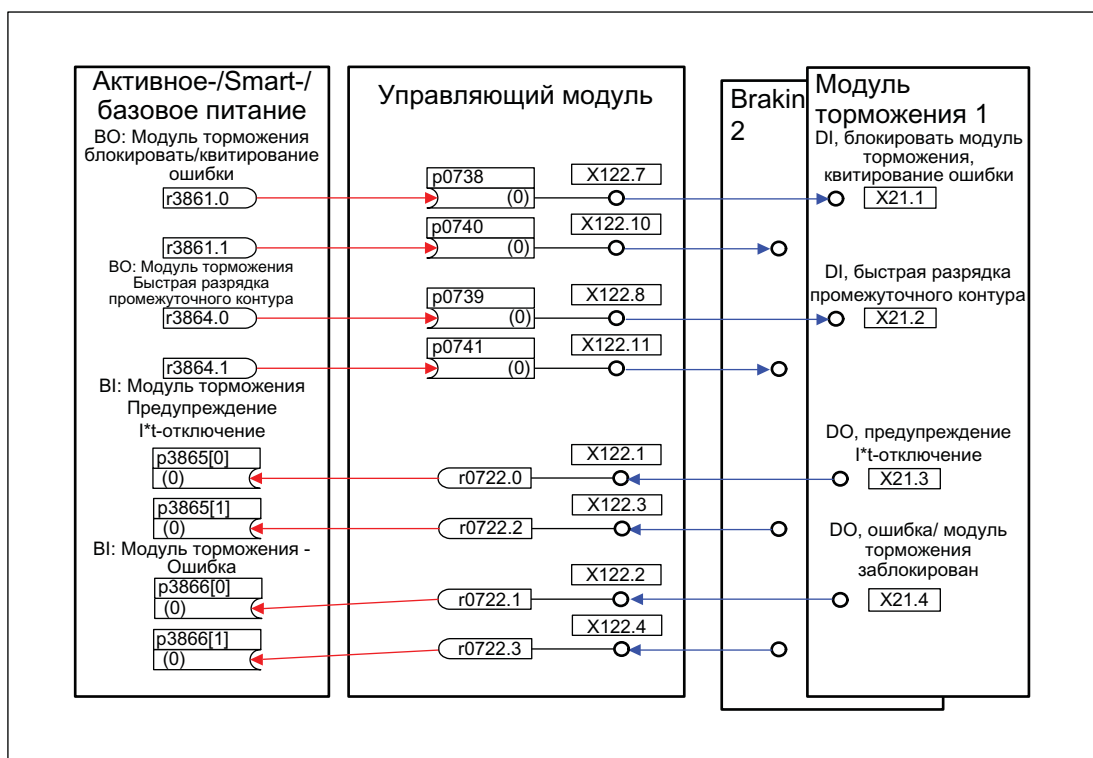 Активное-/Smart-/
базовое питание
BO: Модуль торможения
блокировать/квитирование
ошибки
r3861.0
r3861.1
BO: Модуль торможения
Быстрая разрядка
промежуточного контура
r3864.0
r3864.1
BI: Модуль торможения
Предупреждение
I*t-отключение
p3865[0]
(0)
p3865[1]
(0)
BI: Модуль торможения -
Ошибка
p3866[0]
(0)
p3866[1]
(0)
Управляющий модуль
p0738
(0)
X122.7
p0740
(0)
X122.10
p0739
(0)
X122.8
p0741
(0)
X122.11
X122.1
r0722.0
X122.3
r0722.2
X122.2
r0722.1
X122.4
r0722.3
Brakin
2
Модуль
торможения 1
DI, блокировать модуль
торможения,
квитирование ошибки
X21.1
DI, быстрая разрядка
промежуточного контура
X21.2
DO, предупреждение
I*t-отключение
X21.3
DO, ошибка/ модуль
торможения
заблокирован
X21.4